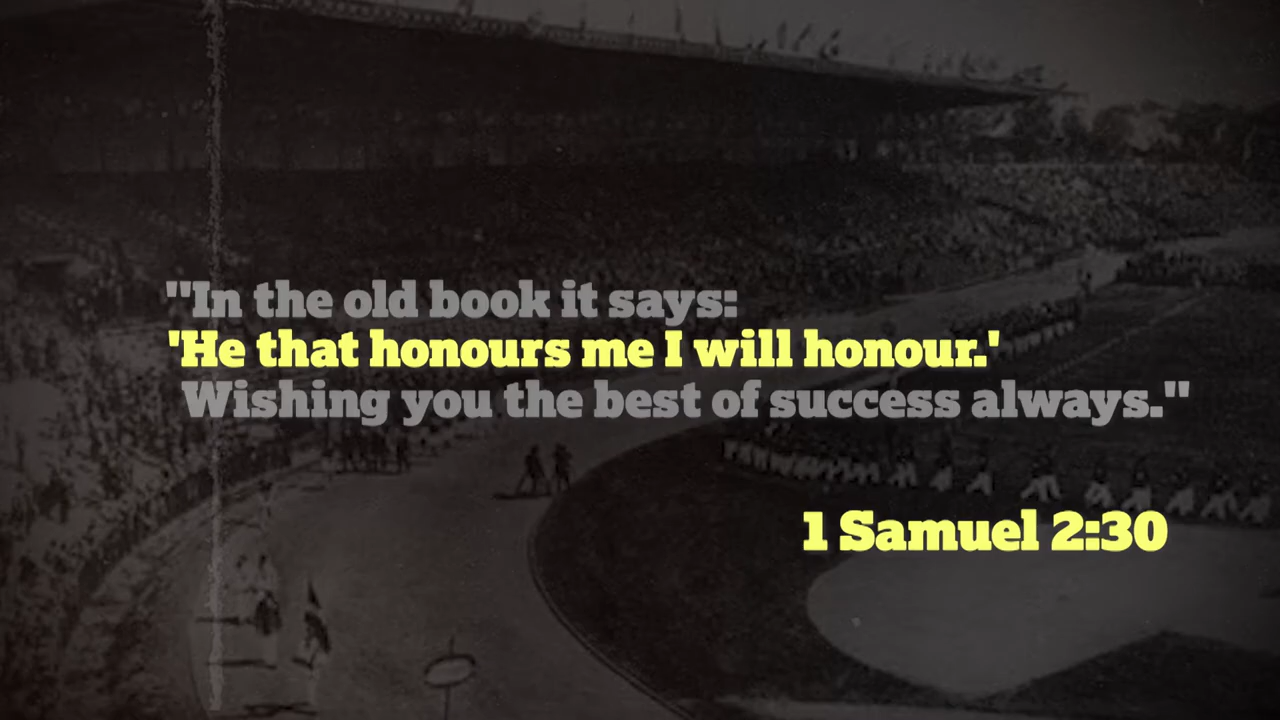 "In the old book it says:
'He that honours me I will honour.'
Wishing you the best of success always."
1 Samuel 2:30